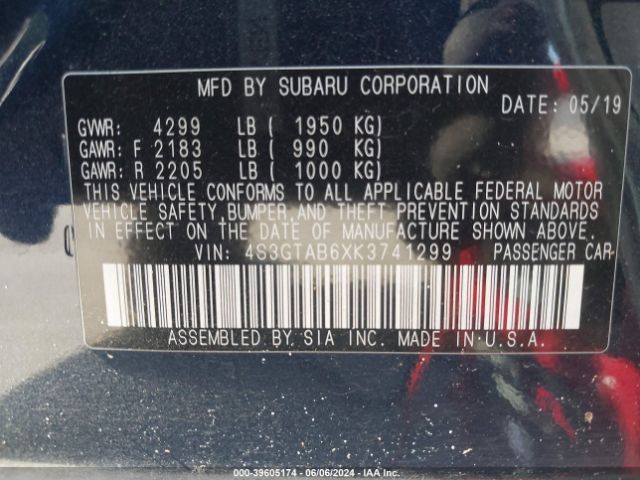 MFD BY SUBARU CORPORATION
DATE: 05/19
GVWR: 4299 LB ( 1950 KG)
GAWR: F 2183 LB ( 990 KG)
GAWR: R 2205 LB ( 1000 KG)
THIS VEHICLE CONFORMS TO ALL APPLICABLE FEDERAL MOTOR
VEHICLE SAFETY, BUMPER, AND THEFT PREVENTION STANDARDS
IN EFFECT ON THE DATE OF MANUFACTURE SHOWN ABOVE.
VIN: 4S3GTAB6XK3741299 PASSENGER CAR
ASSEMBLED BY SIA INC. MADE IN U.S.A.
000-39605174 - 06/06/2024 - IAA Inc.